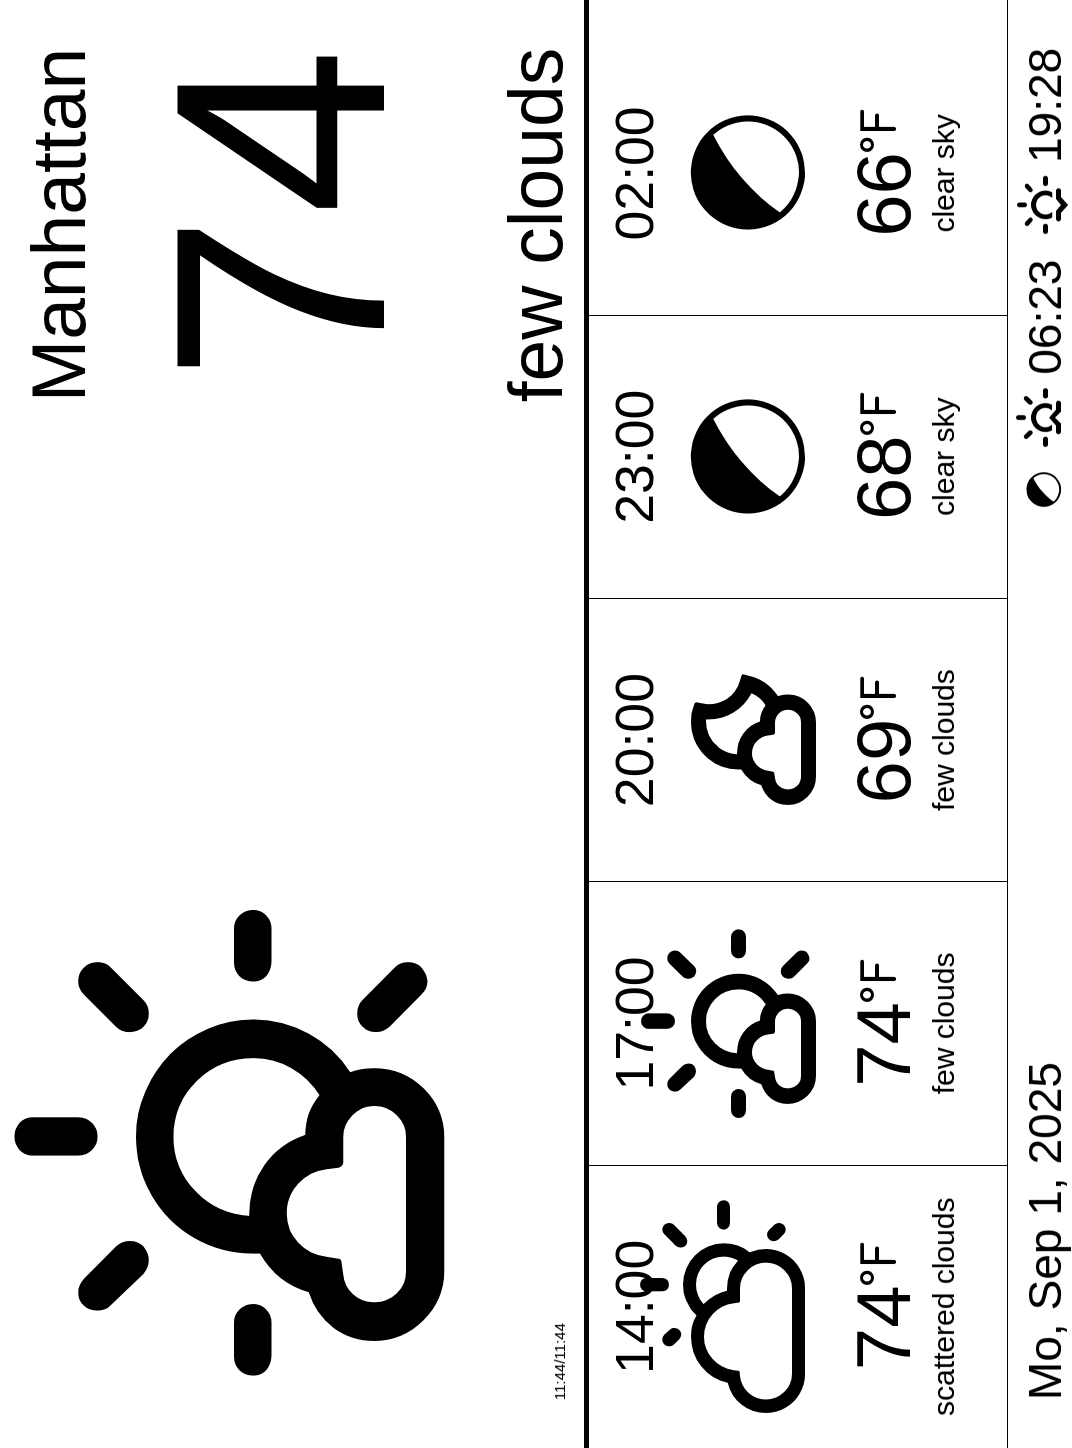 Manhattan
74
few clouds
11:44/11:44
14:00
17:00
20:00
23:00
02:00
74°F
74°F
69°F
68°F
66°F
scattered clouds
few clouds
few clouds
clear sky
clear sky
Mo, Sep 1, 2025
06:23
19:28